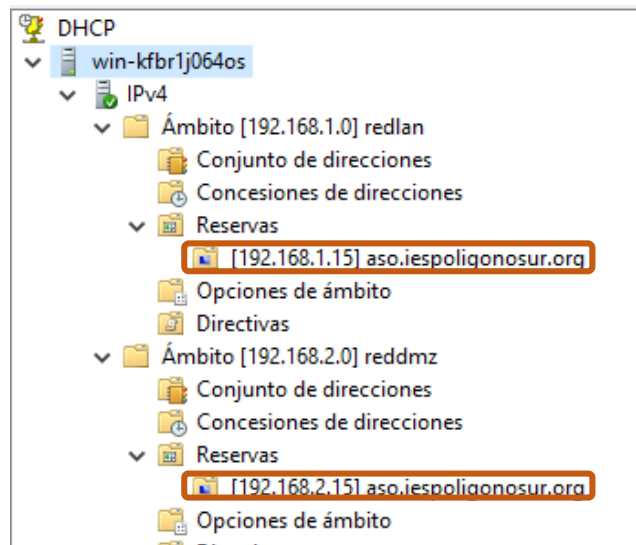 DHCP
win-kfbr1j064os
IPv4
Ámbito [192.168.1.0] redlan
Conjunto de direcciones
Concesiones de direcciones
Reservas
[192.168.1.15] aso.iespoligonosur.org
Opciones de ámbito
Directivas
Ámbito [192.168.2.0] reddmz
Conjunto de direcciones
Concesiones de direcciones
Reservas
[192.168.2.15] aso.iespoligonosur.org
Opciones de ámbito